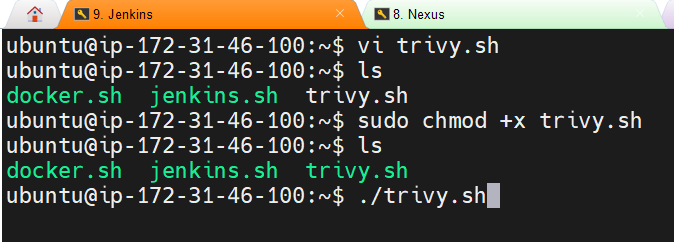 9. Jenkins
8. Nexus
ubuntu@ip-172-31-46-100:~$ vi trivy.sh
ubuntu@ip-172-31-46-100:~$ ls
docker.sh  jenkins.sh  trivy.sh
ubuntu@ip-172-31-46-100:~$ sudo chmod +x trivy.sh
ubuntu@ip-172-31-46-100:~$ ls
docker.sh  jenkins.sh  trivy.sh
ubuntu@ip-172-31-46-100:~$ ./trivy.sh